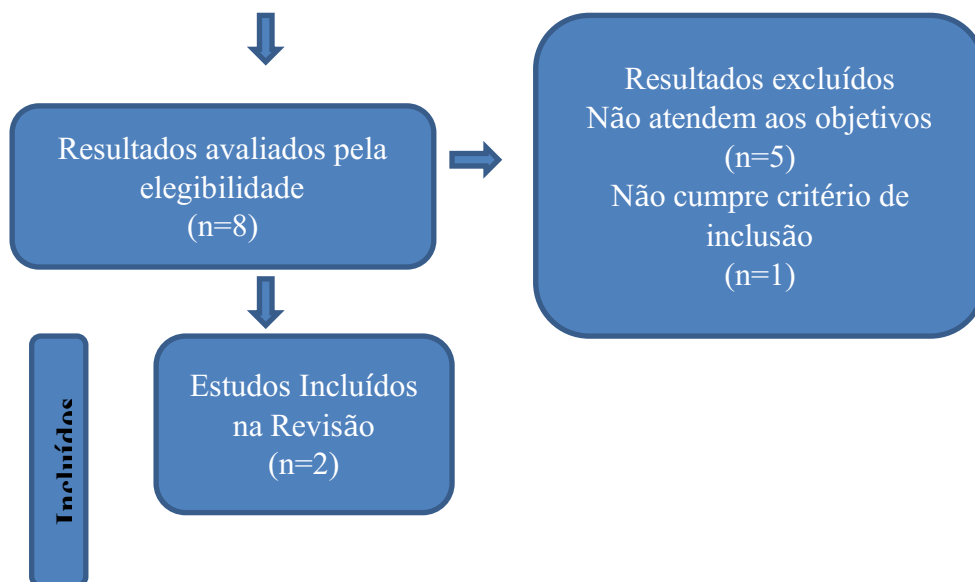 Resultados avaliados pela
elegibilidade
(n=8)
Resultados excluídos
Não atendem aos objetivos
(n=5)
Não cumpre critério de
inclusão
(n=1)
Incluídos
Estudos Incluídos
na Revisão
(n=2)